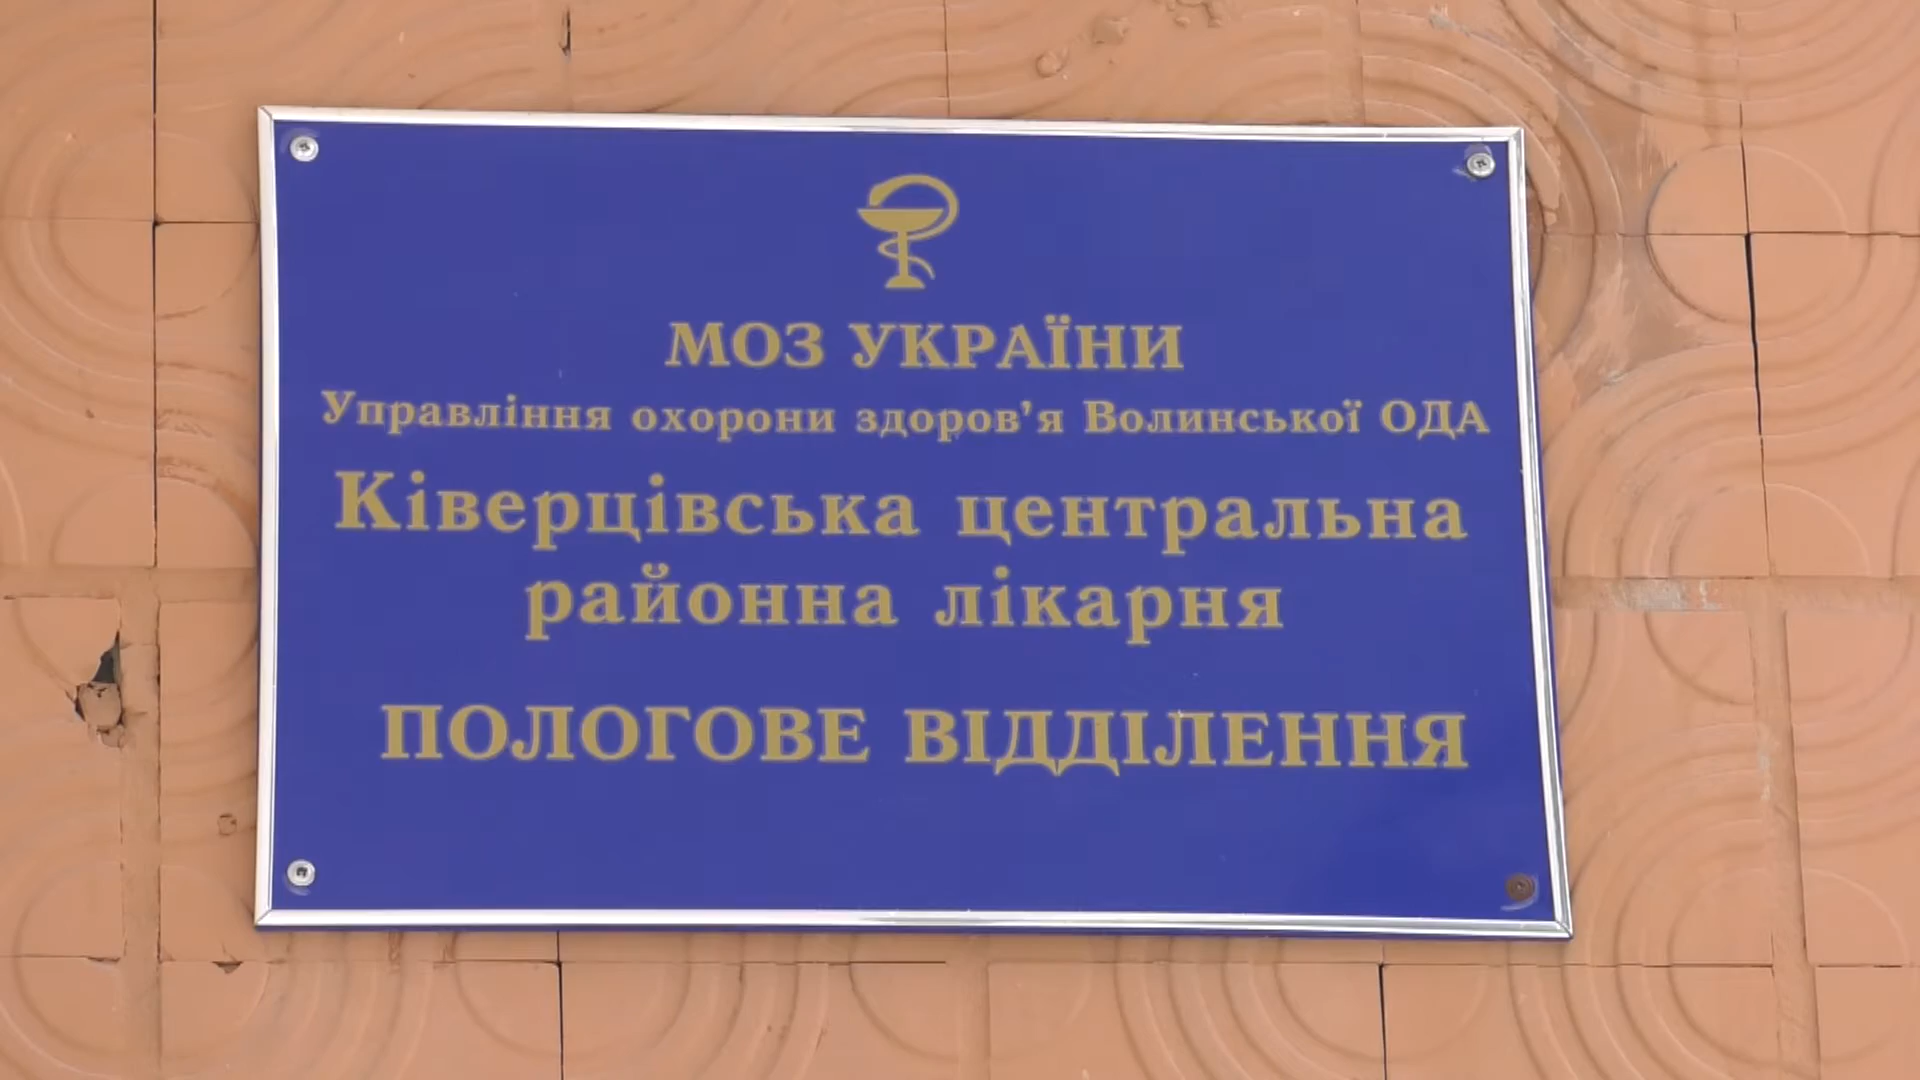 МОЗ УКРАЇНИ
Управління охорони здоров'я Волинської ОДА
Ківерцівська центральна
районна лікарня
ПОЛОГОВЕ ВІДДІЛЕННЯ